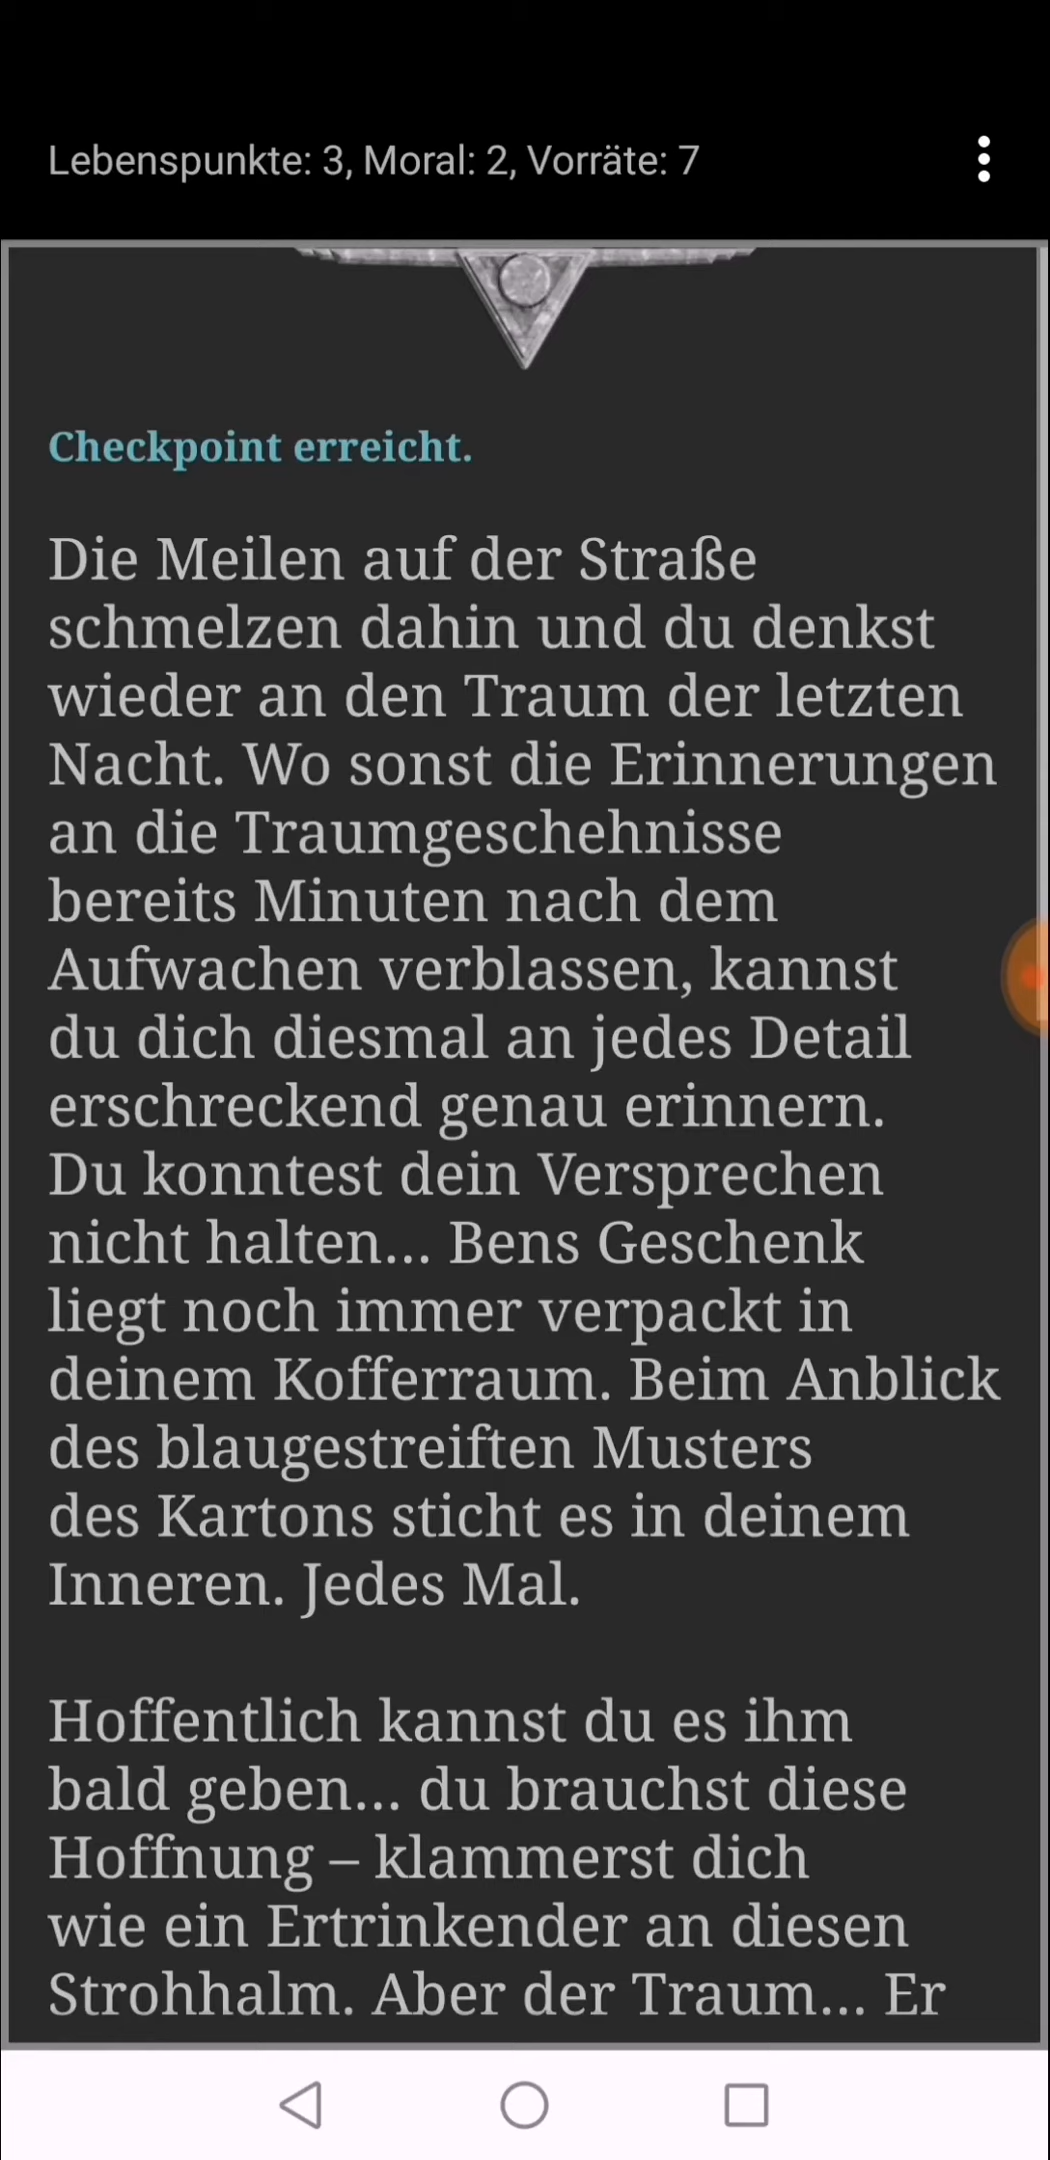 Lebenspunkte: 3, Moral: 2, Vorräte: 7
Checkpoint erreicht.
Die Meilen auf der Straße
schmelzen dahin und du denkst
wieder an den Traum der letzten
Nacht. Wo sonst die Erinnerungen
an die Traumgeschehnisse
bereits Minuten nach dem
Aufwachen verblassen, kannst
du dich diesmal an jedes Detail
erschreckend genau erinnern.
Du konntest dein Versprechen
nicht halten... Bens Geschenk
liegt noch immer verpackt in
deinem Kofferraum. Beim Anblick
des blaugestreiften Musters
des Kartons sticht es in deinem
Inneren. Jedes Mal.
Hoffentlich kannst du es ihm
bald geben... du brauchst diese
Hoffnung – klammerst dich
wie ein Ertrinkender an diesen
Strohhalm. Aber der Traum... Er